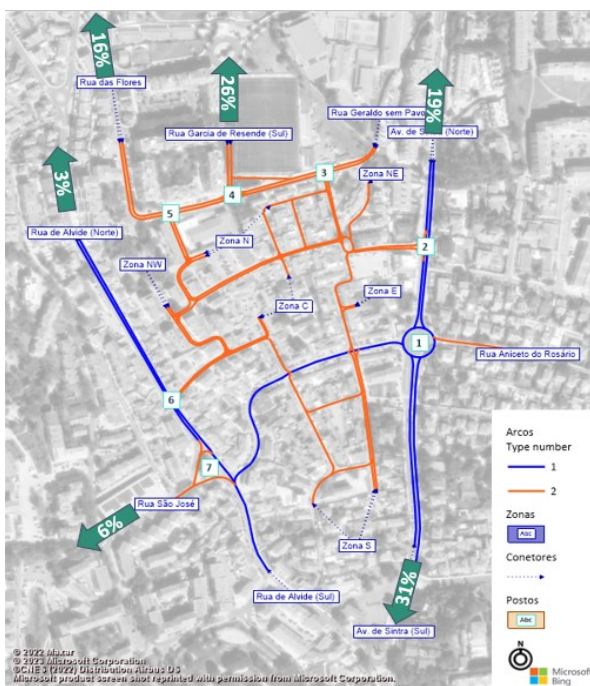 16%
Rua das Flores
26%
19%
Rua Geraldo sem Pavo
Rua Garcia de Resende (Sul)
Av. de S (Norte)
3%
3
Zona NE
4
5
Rua de Alvide (Norte)
Zona N
2
Zona NW
Zona E
Zona C
1
Rua Aniceto do Rosário
6
7
Rua São José
6%
Zona S
Rua de Alvide (Sul)
31%
Av. de Sintra (Sul)
Arcos
Type number
1
2
Zonas
Abc
Conetores
Postos
Abc
N
© 2022 Maxar
© 2023 Microsoft Corporation
©CNES (2022) Distribution Airbus DS
Microsoft product screen shot reprinted with permission from Microsoft Corporation.
Microsoft
Bing